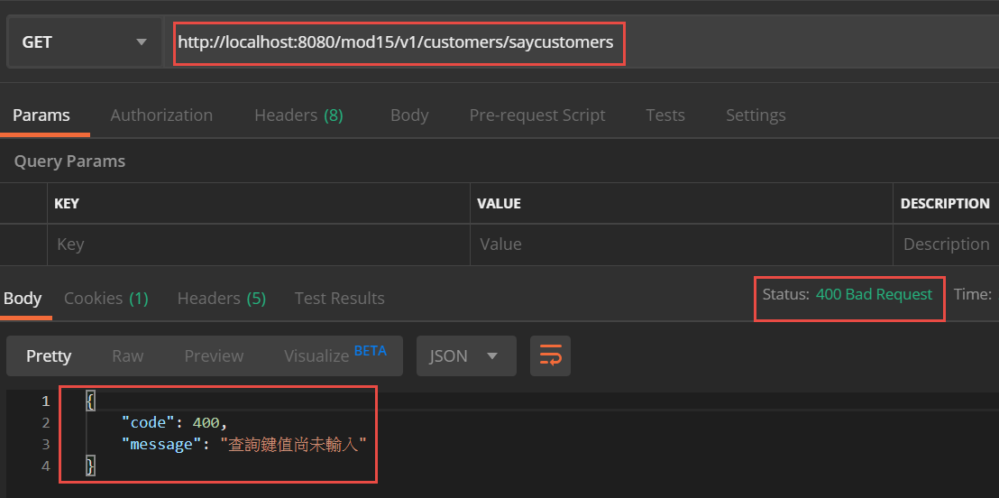 GET http://localhost:8080/mod15/v1/customers/saycustomers
Params Authorization Headers (8) Body Pre-request Script Tests Settings
Query Params
KEY VALUE DESCRIPTION
Key Value Description
Body Cookies (1) Headers (5) Test Results Status: 400 Bad Request Time:
Pretty Raw Preview Visualize BETA JSON
1 {
2 "code": 400,
3 "message": "查詢鍵值尚未輸入"
4 }